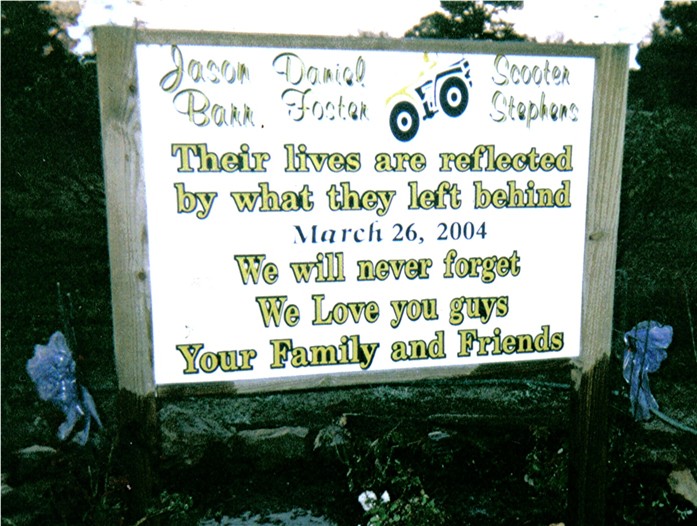 Jason Daniel Scooter
Barr Foster Stephens
Their lives are reflected
by what they left behind
March 26, 2004
We will never forget
We Love you guys
Your Family and Friends